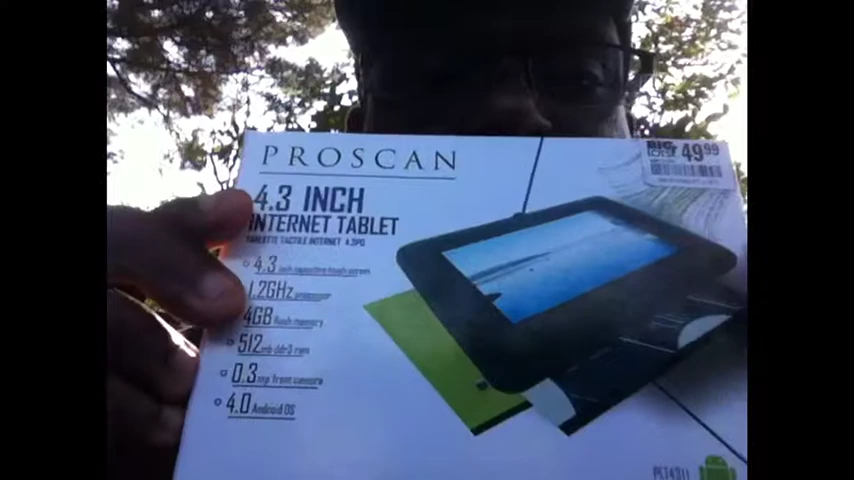 PROSCAN
BIG LOTS! 49.99
4.3 INCH
INTERNET TABLET
TABLETTE TACTILE INTERNET 4.3PO
4.3 inch capacitive touch screen
1.2GHz processor
4GB flash memory
512mb ddr3 ram
0.3mp front camera
4.0 Android OS
PLT4311